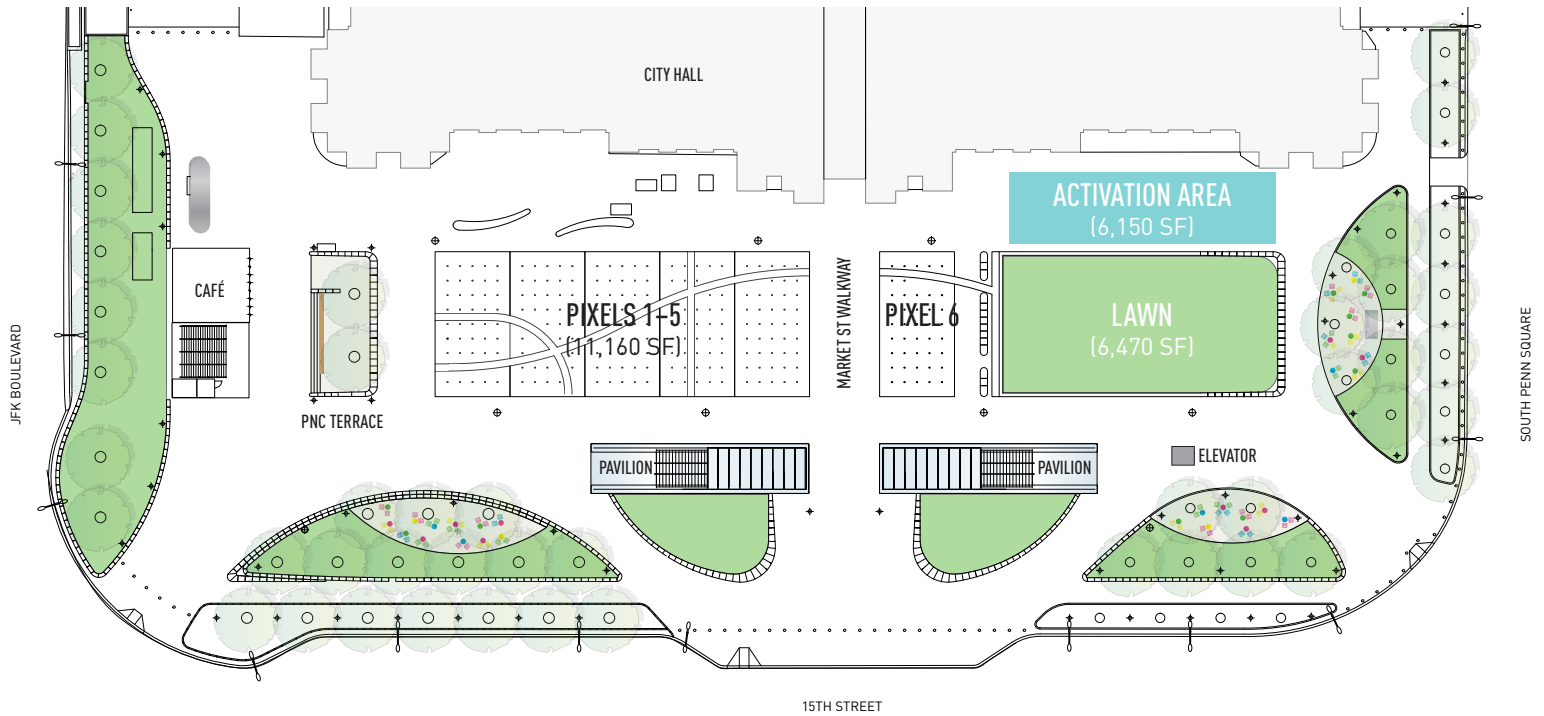 CITY HALL
ACTIVATION AREA
(6,150 SF)
CAFÉ
PIXELS 1–5
(11,160 SF)
MARKET ST WALKWAY
PIXEL 6
LAWN
(6,470 SF)
JFK BOULEVARD
SOUTH PENN SQUARE
PNC TERRACE
PAVILION
PAVILION
ELEVATOR
15TH STREET